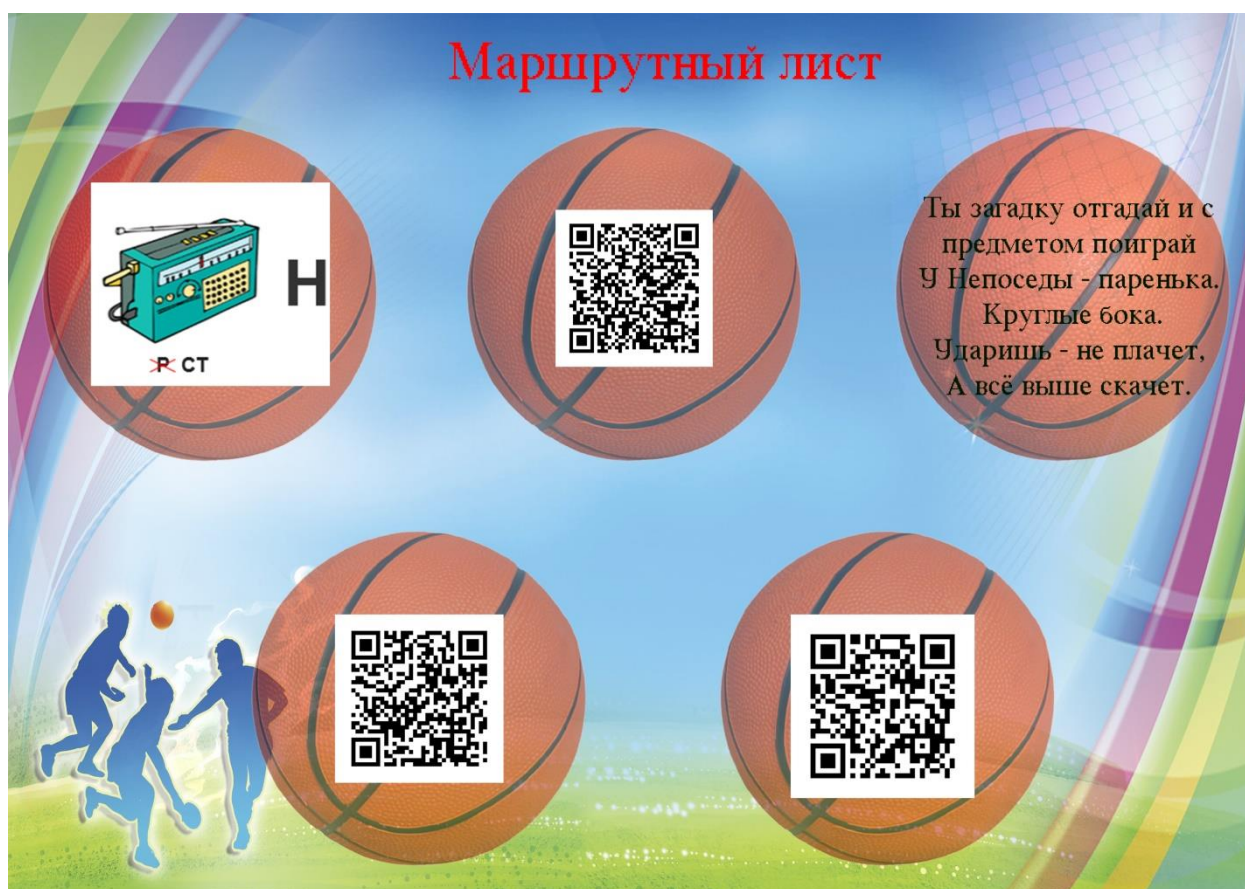 Маршрутный лист
Н
Р СТ
Ты загадку отгадай и с
предметом поиграй
У Непоседы - паренька.
Круглые бока.
Ударишь - не плачет,
А всё выше скачет.